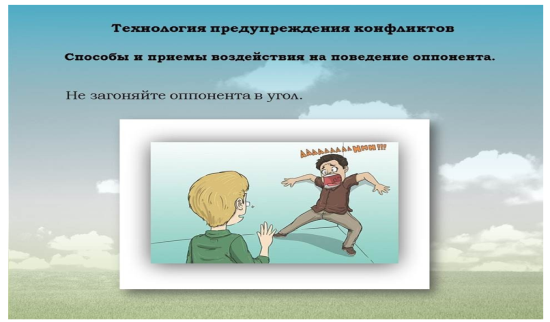 Технология предупреждения конфликтов
Способы и приемы воздействия на поведение оппонента.
Не загоняйте оппонента в угол.